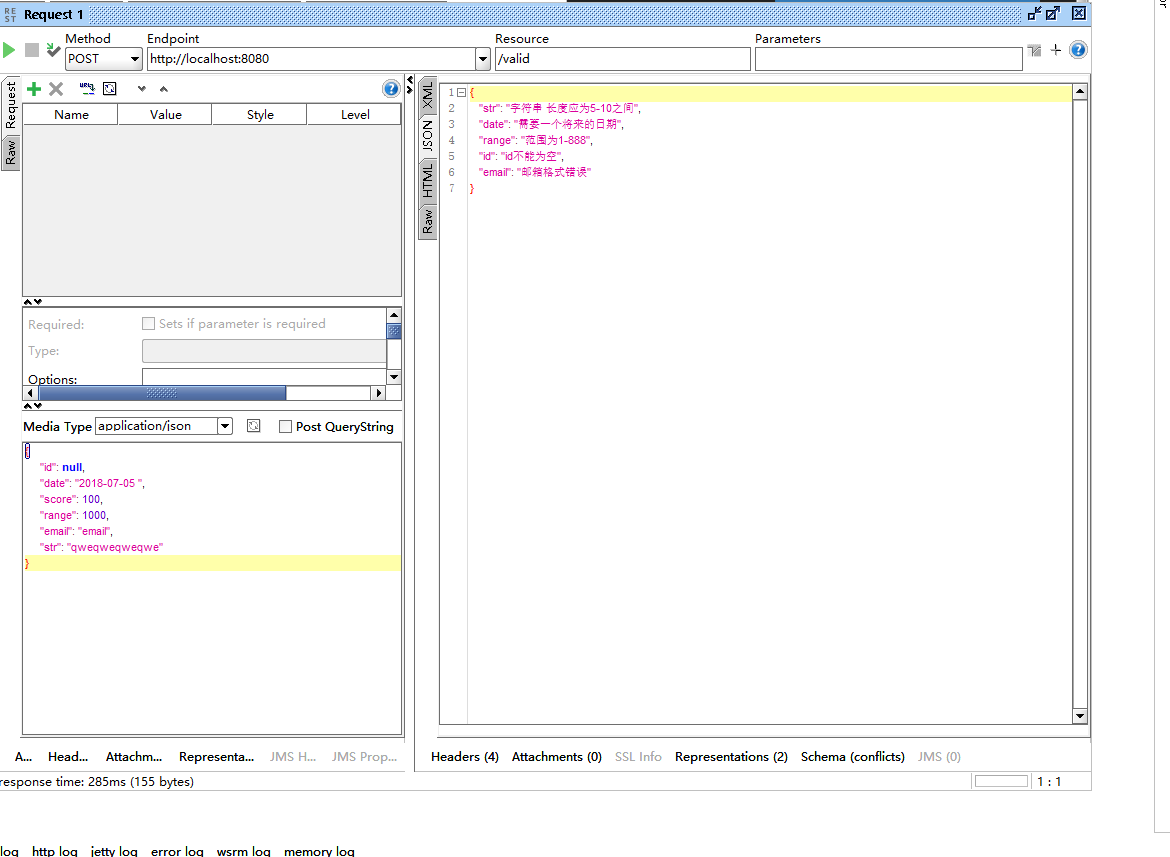 RE
ST
Request 1
Method
Endpoint
Resource
Parameters
POST
http://localhost:8080
/valid
Request
Raw
Name
Value
Style
Level
Required:
Sets if parameter is required
Type:
Options:
Media Type
application/json
Post QueryString
"id": null,
"date": "2018-07-05 ",
"score": 100,
"range": 1000,
"email": "email",
"str": "qweqweqweqwe"
}
A...
Head...
Attachm...
Representa...
JMS H...
JMS Prop...
XML
JSON
HTML
Raw
1 {
2 "str": "字符串 长度应为5-10之间",
3 "date": "需要一个将来的日期",
4 "range": "范围为1-888",
5 "id": "id不能为空",
6 "email": "邮箱格式错误"
7 }
Headers (4)
Attachments (0)
SSL Info
Representations (2)
Schema (conflicts)
JMS (0)
response time: 285ms (155 bytes)
1 : 1
log
http log
jetty log
error log
wsrm log
memory log